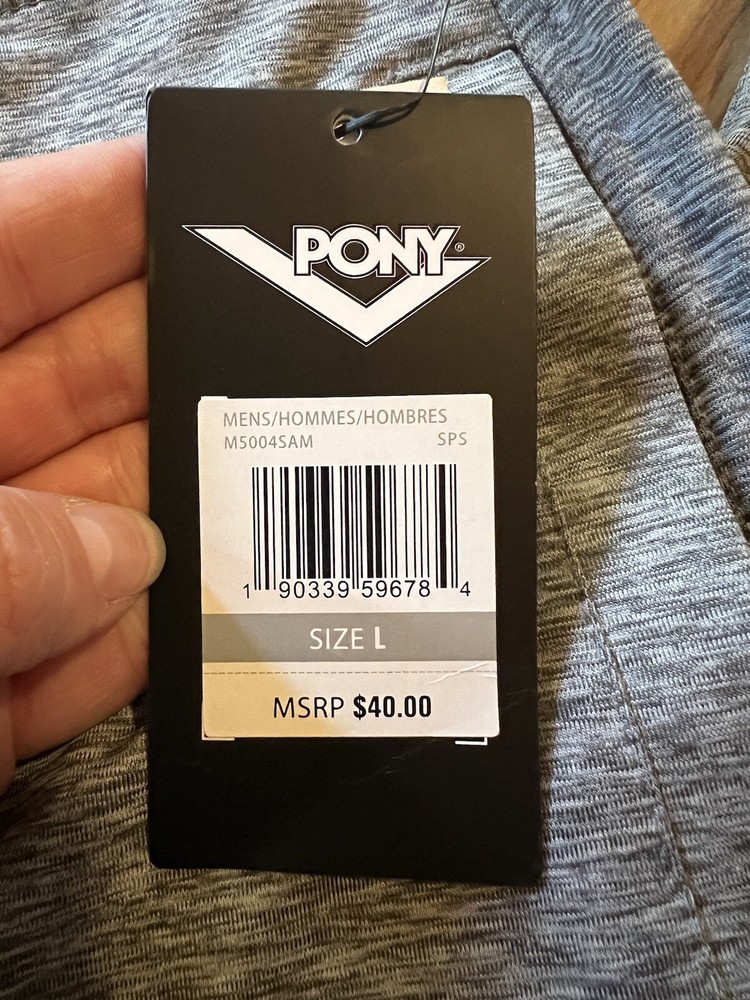 PONY®
MENS/HOMMES/HOMBRES
M5004SAM SPS
1 90339 59678 4
SIZE L
MSRP $40.00